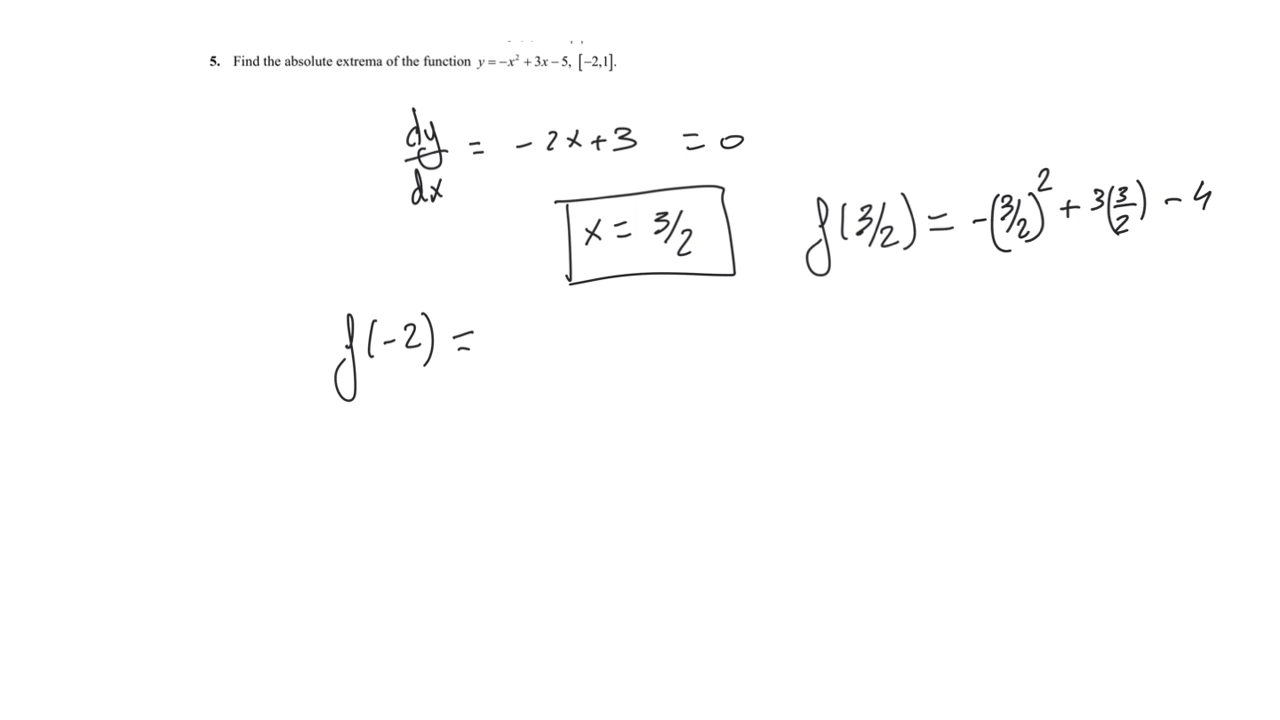 5. Find the absolute extrema of the function y = −x² + 3x − 5, [−2,1].
dy/dx = - 2x + 3 = 0
x = 3/2
f(3/2) = -(3/2)² + 3(3/2) - 4
f(-2) =